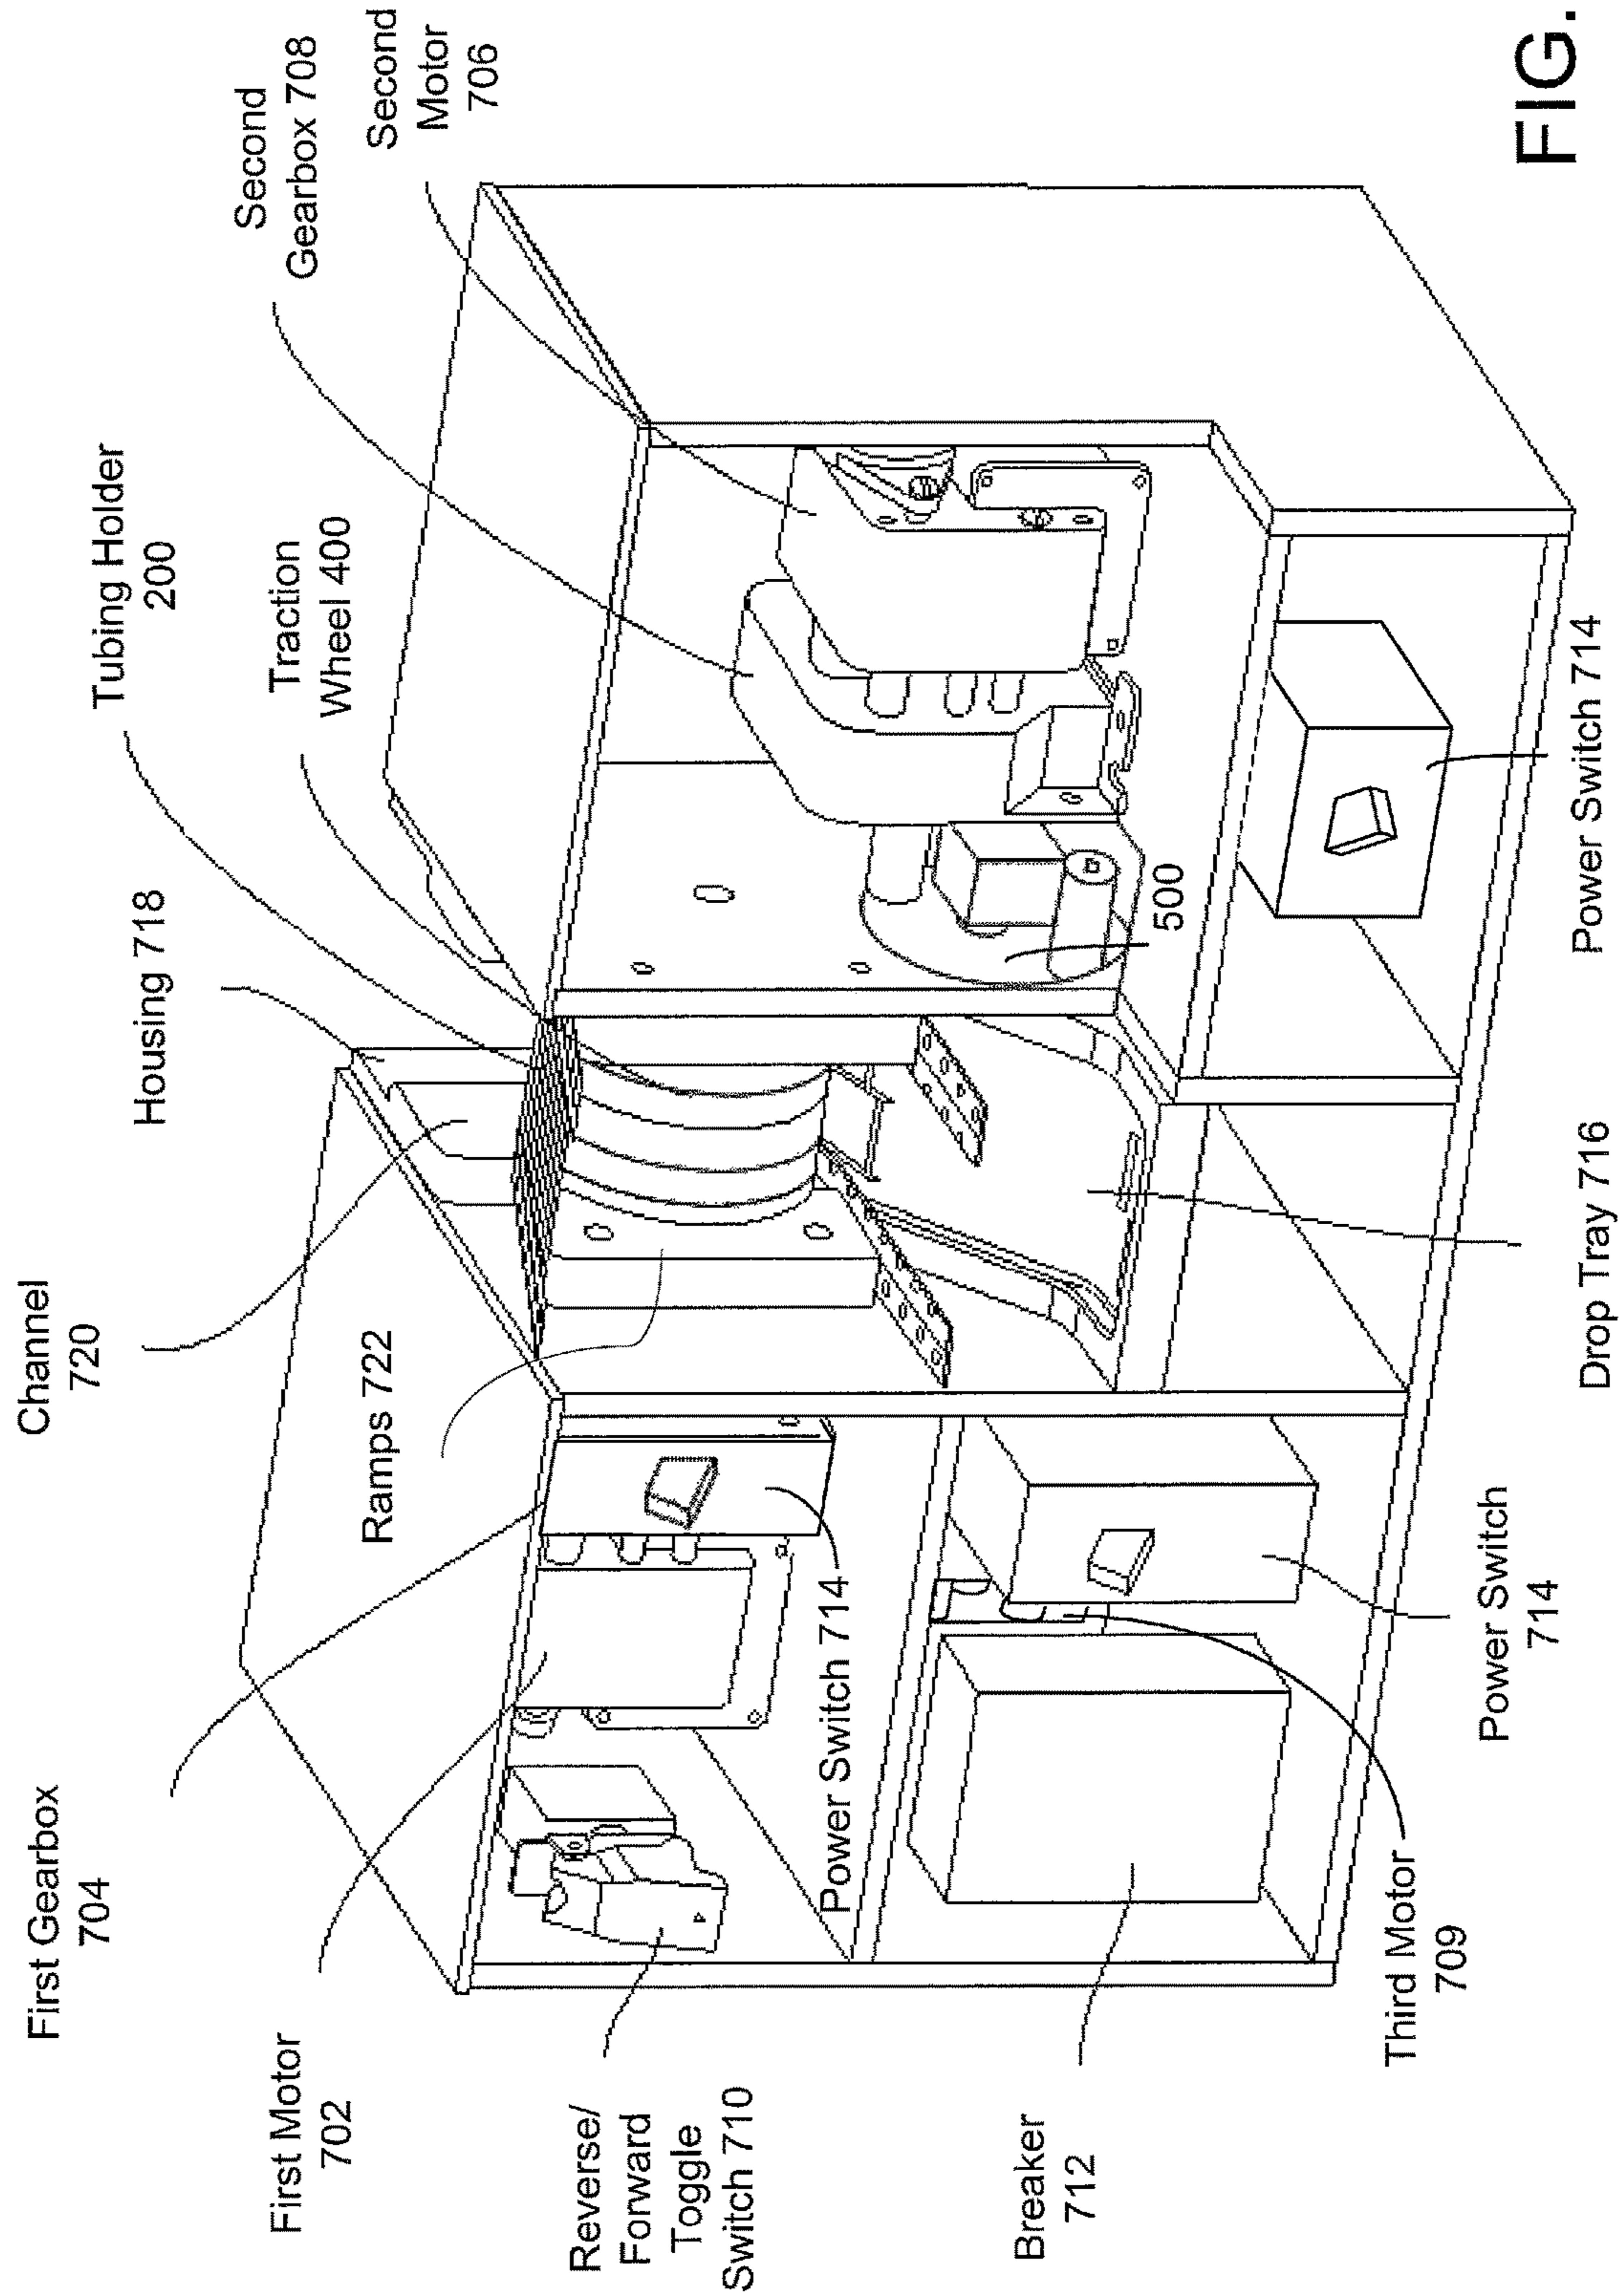 First Gearbox
704
First Motor
702
Reverse/
Forward
Toggle
Switch 710
Breaker
712
Channel
720
Ramps 722
Housing 718
Tubing Holder
200
Traction
Wheel 400
Second
Gearbox 708
Second
Motor
706
Power Switch 714
500
Third Motor
709
Power Switch
714
Drop Tray 716
Power Switch 714
FIG.